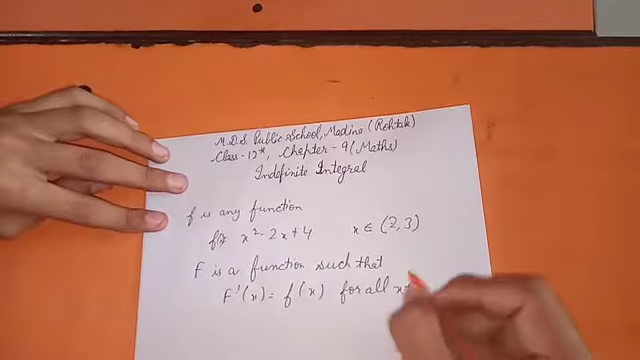 M.D.S Public School, Madina (Rohtak)
Class-12th, Chapter-9 (Maths)
Indefinite Integral
f is any function
x²-2x+4 x ∈ (2,3)
F is a function such that
F'(x) = f(x) for all x